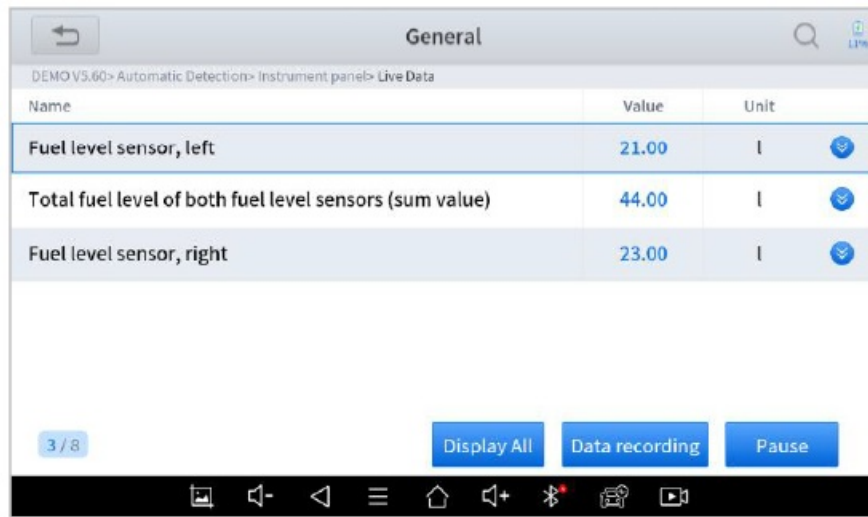 General
DEMO V5.60> Automatic Detection> Instrument panel> Live Data
Name Value Unit
Fuel level sensor, left 21.00 l
Total fuel level of both fuel level sensors (sum value) 44.00 l
Fuel level sensor, right 23.00 l
3 / 8 Display All Data recording Pause